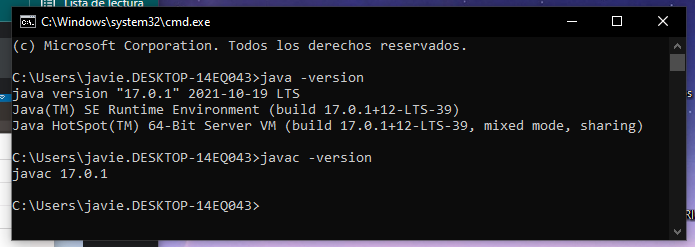 Lista de lectura
C:\Windows\system32\cmd.exe
(c) Microsoft Corporation. Todos los derechos reservados.
C:\Users\javie.DESKTOP-14EQ043>java -version
java version "17.0.1" 2021-10-19 LTS
Java(TM) SE Runtime Environment (build 17.0.1+12-LTS-39)
Java HotSpot(TM) 64-Bit Server VM (build 17.0.1+12-LTS-39, mixed mode, sharing)
C:\Users\javie.DESKTOP-14EQ043>javac -version
javac 17.0.1
C:\Users\javie.DESKTOP-14EQ043>